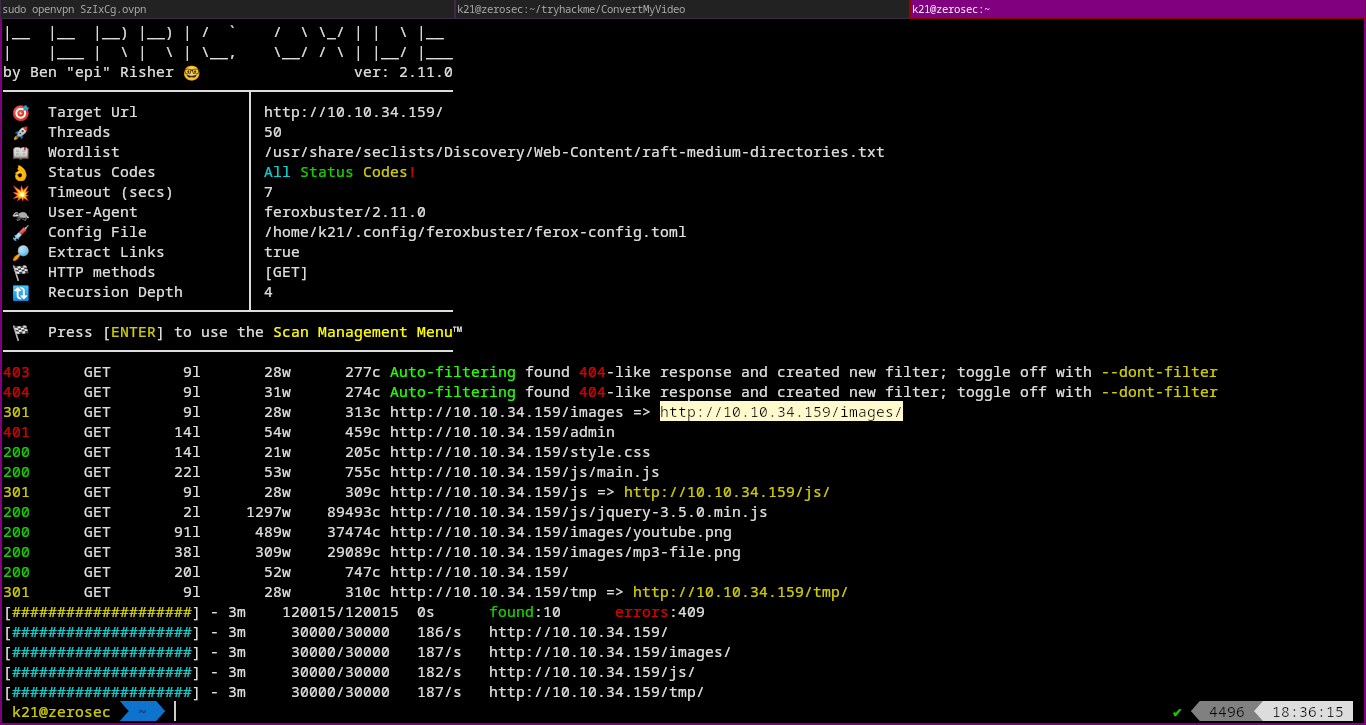 sudo openvpn SzIxCg.ovpn k21@zerosec:~/tryhackme/ConvertMyVideo k21@zerosec:~
|__  |__  |__) |__) | /  `    /  \ \_/ | |  \ |__
|    |___ |  \ |  \ | \__,    \__/ / \ | |__/ |___
by Ben "epi" Risher 🤓                 ver: 2.11.0
🎯 Target Url │ http://10.10.34.159/
🚀 Threads │ 50
📖 Wordlist │ /usr/share/seclists/Discovery/Web-Content/raft-medium-directories.txt
👌 Status Codes │ All Status Codes!
💥 Timeout (secs) │ 7
🦡 User-Agent │ feroxbuster/2.11.0
💉 Config File │ /home/k21/.config/feroxbuster/ferox-config.toml
🔎 Extract Links │ true
🏁 HTTP methods │ [GET]
🔃 Recursion Depth │ 4
🏁 Press [ENTER] to use the Scan Management Menu™
403 GET 9l 28w 277c Auto-filtering found 404-like response and created new filter; toggle off with --dont-filter
404 GET 9l 31w 274c Auto-filtering found 404-like response and created new filter; toggle off with --dont-filter
301 GET 9l 28w 313c http://10.10.34.159/images => http://10.10.34.159/images/
401 GET 14l 54w 459c http://10.10.34.159/admin
200 GET 14l 21w 205c http://10.10.34.159/style.css
200 GET 22l 53w 755c http://10.10.34.159/js/main.js
301 GET 9l 28w 309c http://10.10.34.159/js => http://10.10.34.159/js/
200 GET 2l 1297w 89493c http://10.10.34.159/js/jquery-3.5.0.min.js
200 GET 91l 489w 37474c http://10.10.34.159/images/youtube.png
200 GET 38l 309w 29089c http://10.10.34.159/images/mp3-file.png
200 GET 20l 52w 747c http://10.10.34.159/
301 GET 9l 28w 310c http://10.10.34.159/tmp => http://10.10.34.159/tmp/
[####################] - 3m 120015/120015 0s found:10 errors:409
[####################] - 3m 30000/30000 186/s http://10.10.34.159/
[####################] - 3m 30000/30000 187/s http://10.10.34.159/images/
[####################] - 3m 30000/30000 182/s http://10.10.34.159/js/
[####################] - 3m 30000/30000 187/s http://10.10.34.159/tmp/
k21@zerosec ~ ✔ 4496 18:36:15